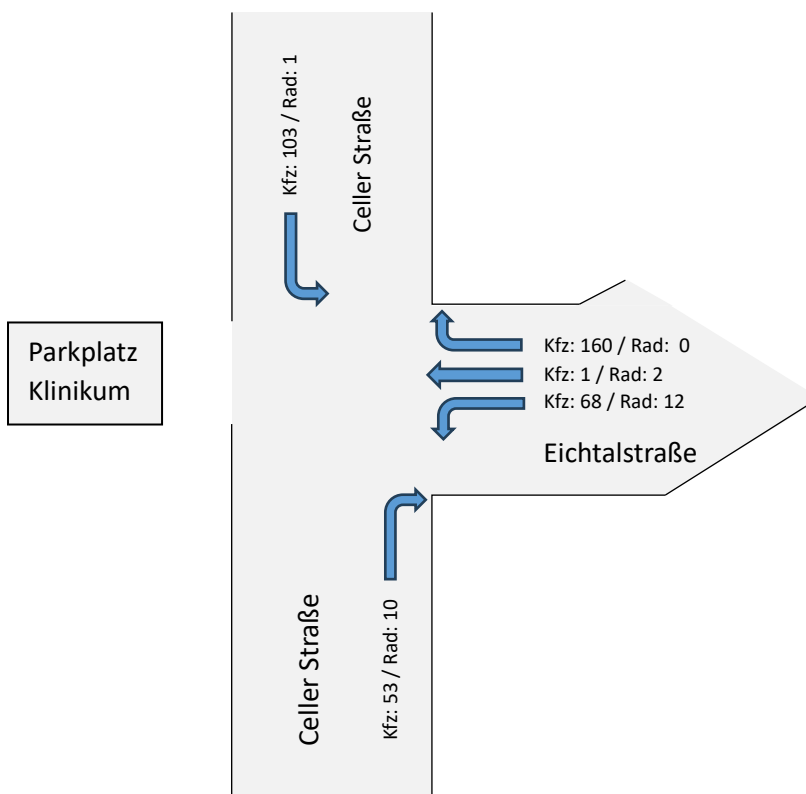 Kfz: 103 / Rad: 1
Celler Straße
Parkplatz
Klinikum
Kfz: 160 / Rad:  0
Kfz: 1 / Rad: 2
Kfz: 68 / Rad: 12
Eichtalstraße
Celler Straße
Kfz: 53 / Rad: 10